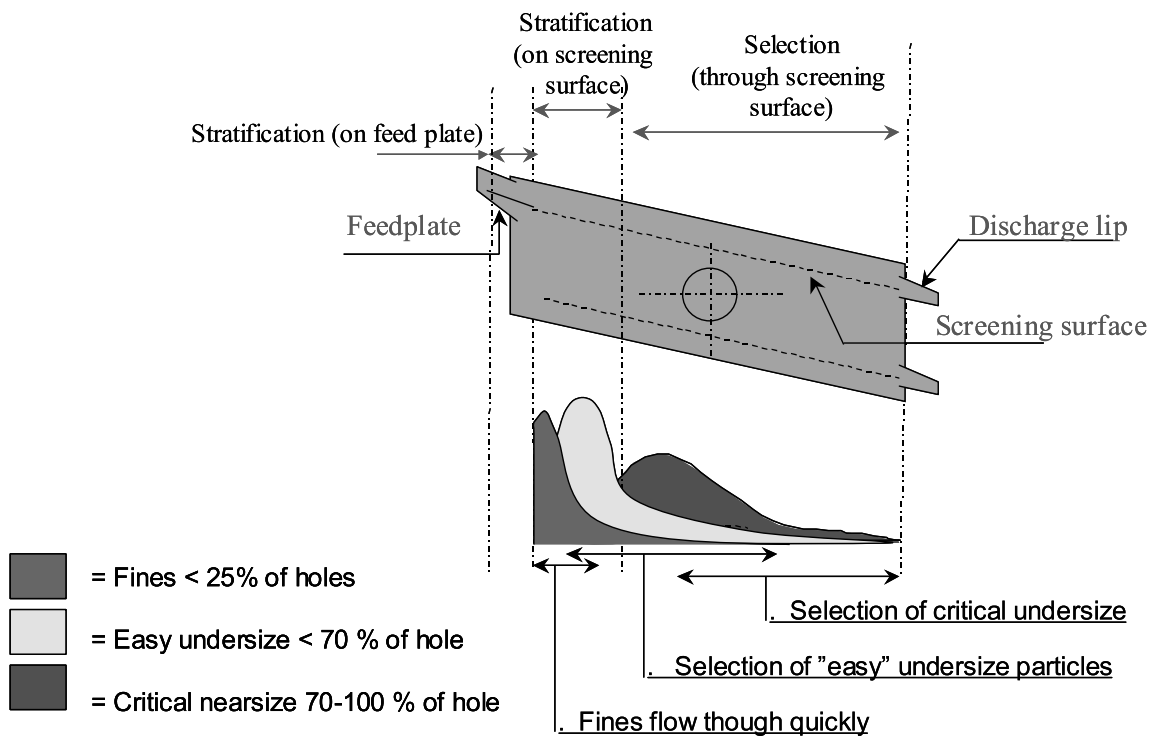 Stratification
(on screening
surface)
Selection
(through screening
surface)
Stratification (on feed plate)
Feedplate
Discharge lip
Screening surface
= Fines < 25% of holes
= Easy undersize < 70 % of hole
= Critical nearsize 70-100 % of hole
. Selection of critical undersize
. Selection of ”easy” undersize particles
. Fines flow though quickly